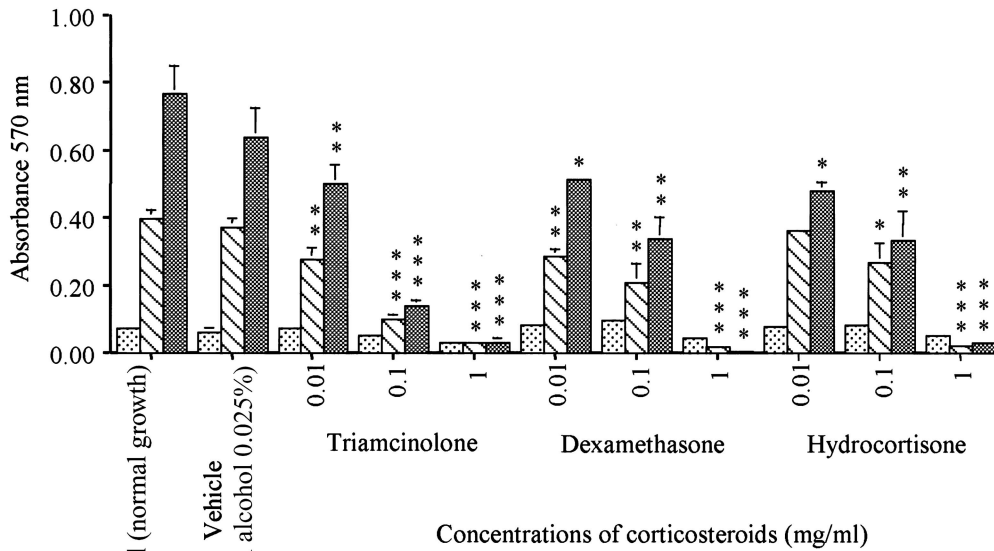 Absorbance 570 nm
1.00
0.80
0.60
0.40
0.20
0.00
** ** *** *** *** *** ** * ** ** *** *** * * ** *** ***
(normal growth)
Vehicle
alcohol 0.025%)
0.01
0.1
1
0.01
0.1
1
0.01
0.1
1
Triamcinolone
Dexamethasone
Hydrocortisone
Concentrations of corticosteroids (mg/ml)